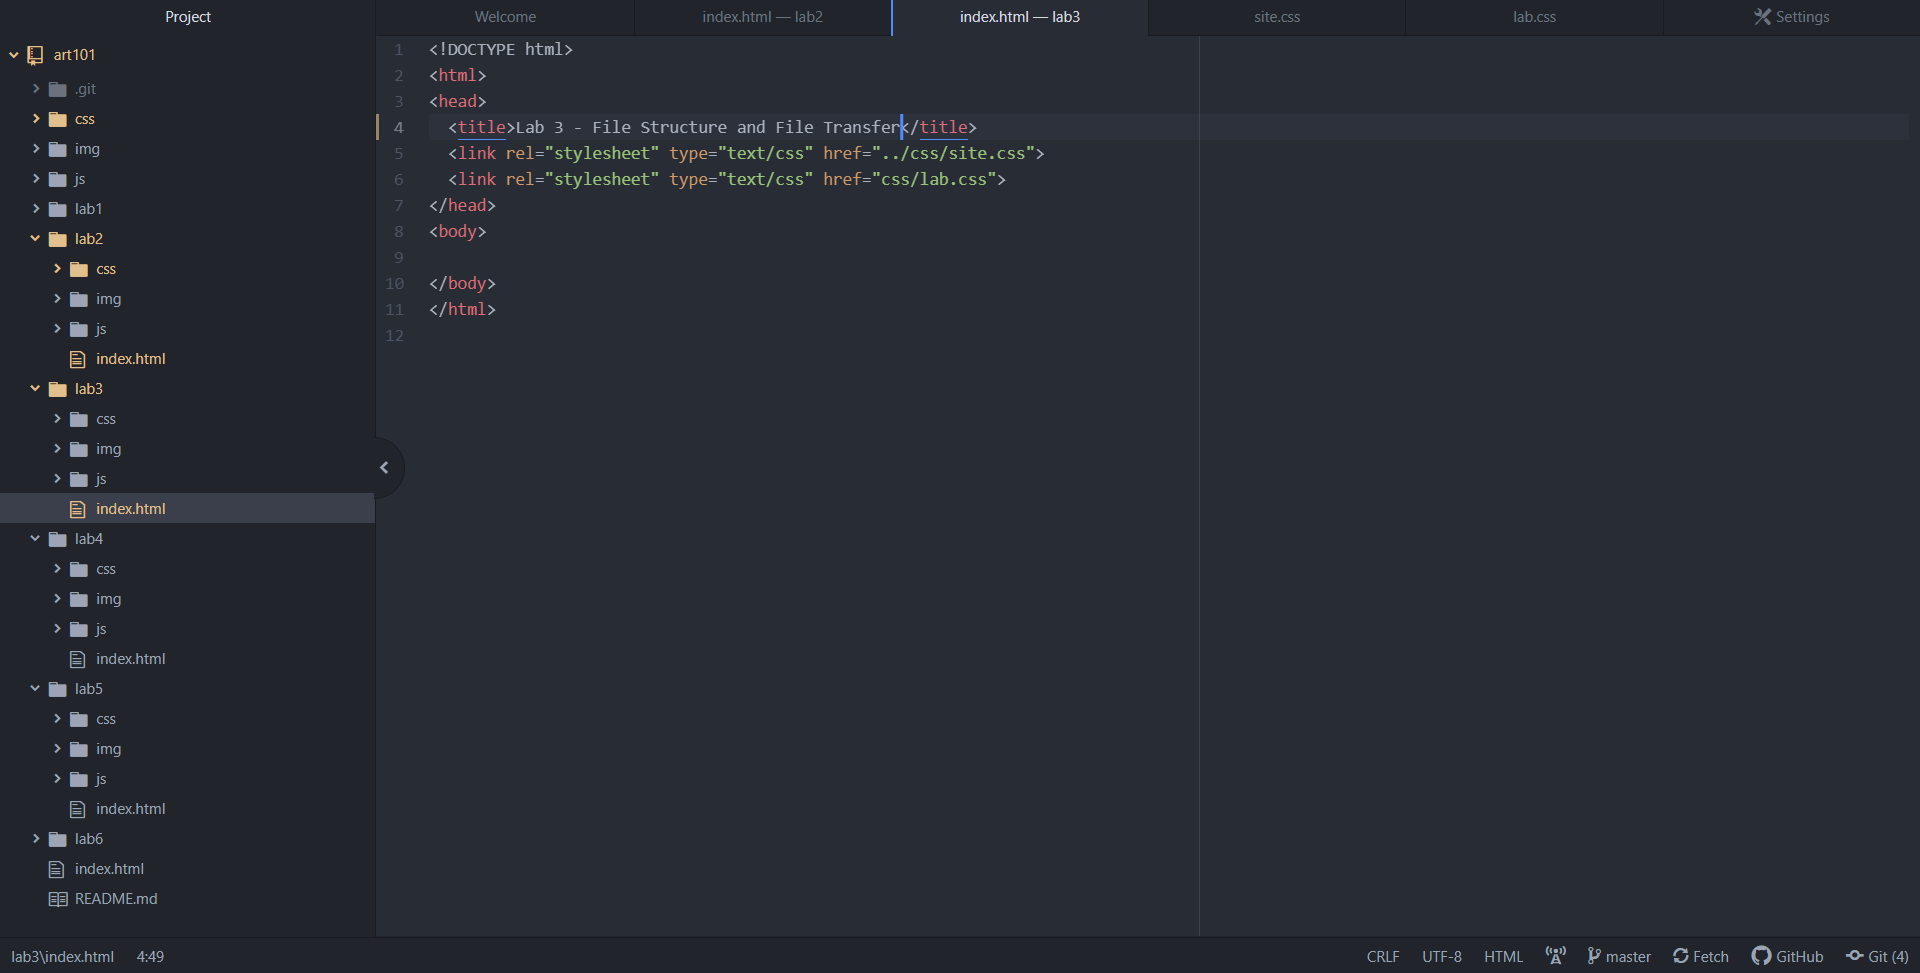 Project
Welcome
index.html — lab2
index.html — lab3
site.css
lab.css
Settings
art101
.git
css
img
js
lab1
lab2
css
img
js
index.html
lab3
css
img
js
index.html
lab4
css
img
js
index.html
lab5
css
img
js
index.html
lab6
index.html
README.md
1 <!DOCTYPE html>
2 <html>
3 <head>
4   <title>Lab 3 - File Structure and File Transfer</title>
5   <link rel="stylesheet" type="text/css" href="../css/site.css">
6   <link rel="stylesheet" type="text/css" href="css/lab.css">
7 </head>
8 <body>
9
10 </body>
11 </html>
12
lab3\index.html 4:49 CRLF UTF-8 HTML master Fetch GitHub Git (4)